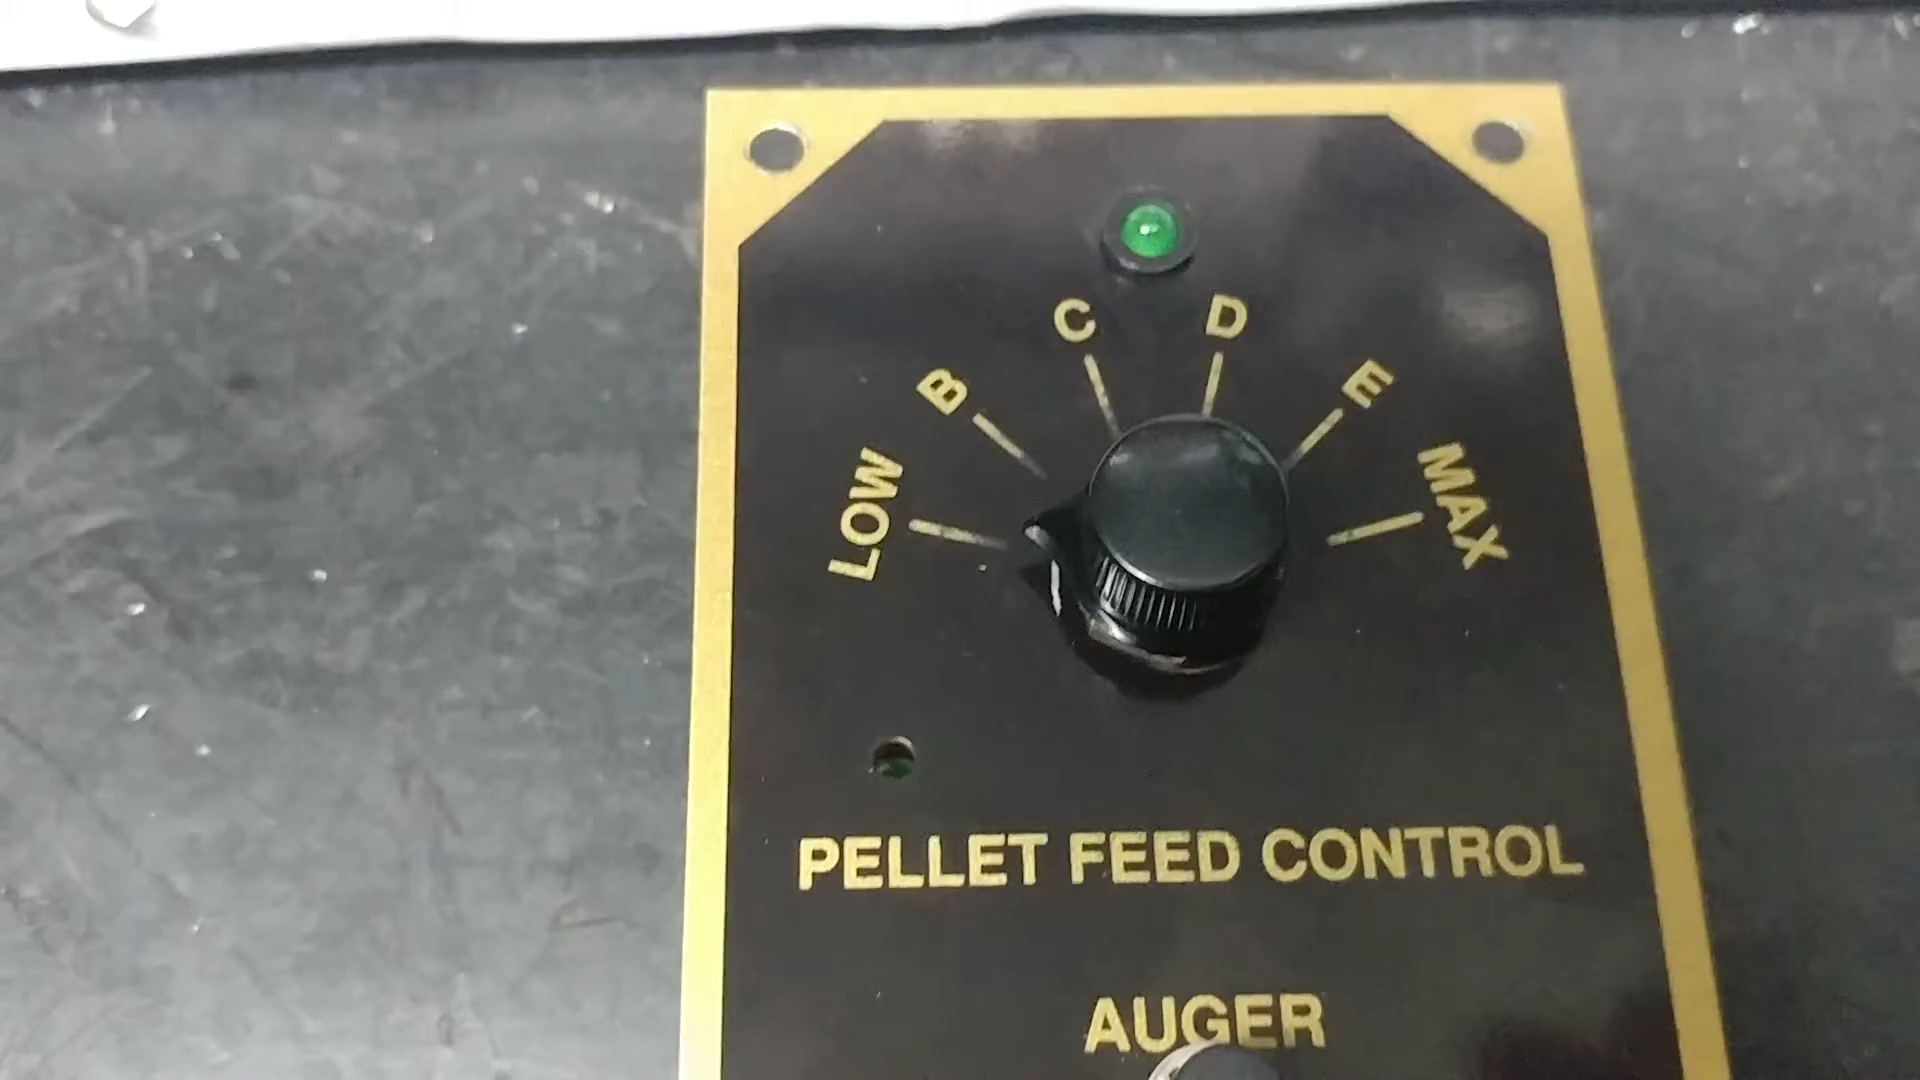 C D
B E
LOW MAX
PELLET FEED CONTROL
AUGER